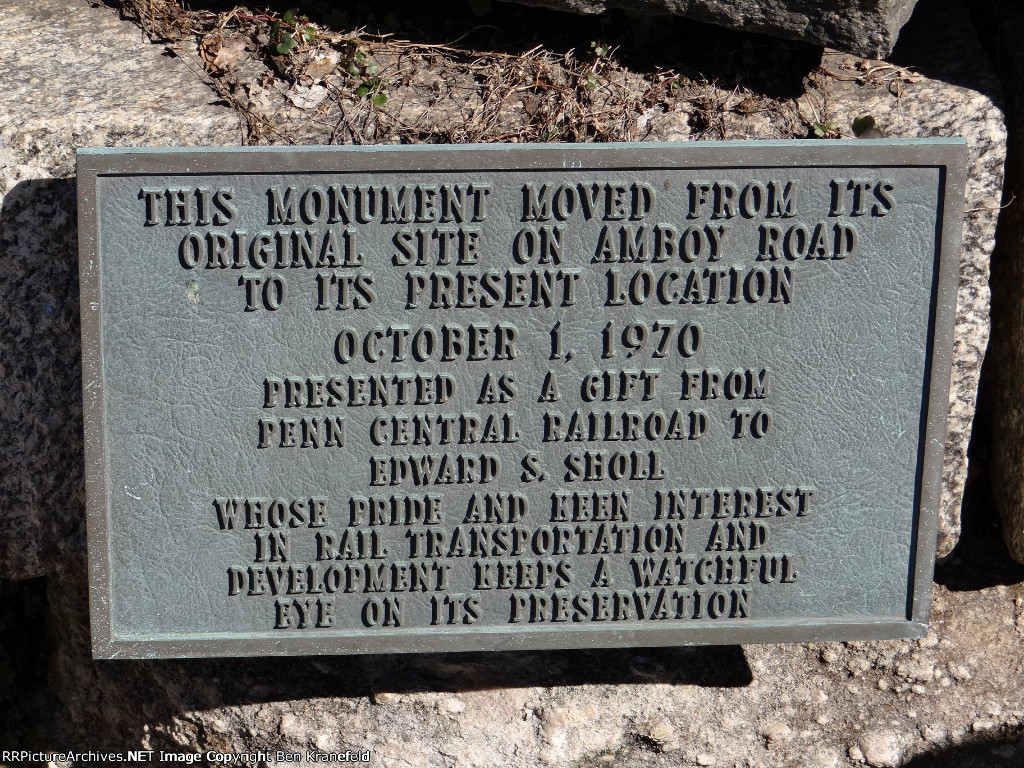 THIS MONUMENT MOVED FROM ITS
ORIGINAL SITE ON AMBOY ROAD
TO ITS PRESENT LOCATION
OCTOBER 1, 1970
PRESENTED AS A GIFT FROM
PENN CENTRAL RAILROAD TO
EDWARD S. SHOLL
WHOSE PRIDE AND KEEN INTEREST
IN RAIL TRANSPORTATION AND
DEVELOPMENT KEEPS A WATCHFUL
EYE ON ITS PRESERVATION
RRPictureArchives.NET Image Copyright Ben Kranefeld